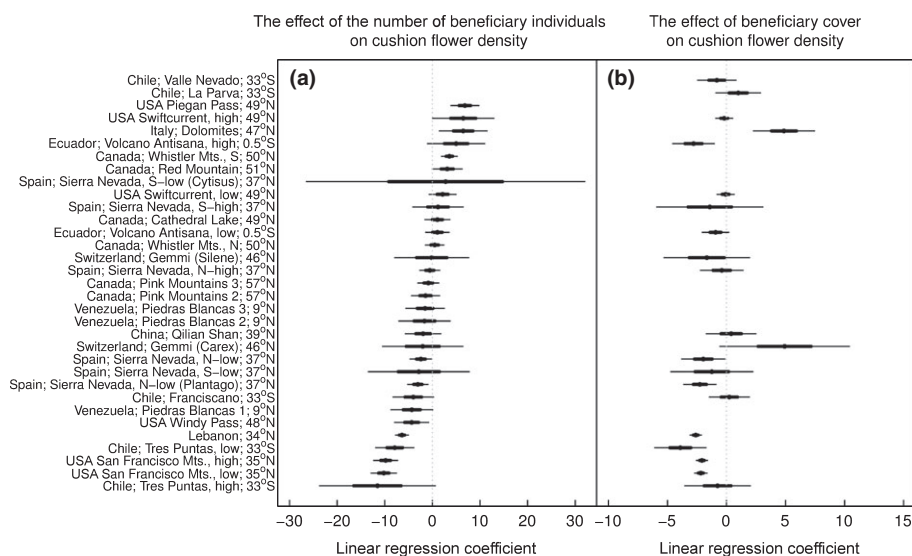 The effect of the number of beneficiary individuals
on cushion flower density
The effect of beneficiary cover
on cushion flower density
(a)
(b)
Chile; Valle Nevado; 33°S
Chile; La Parva; 33°S
USA Piegan Pass; 49°N
USA Swiftcurrent, high; 49°N
Italy; Dolomites; 47°N
Ecuador; Volcano Antisana, high; 0.5°S
Canada; Whistler Mts., S; 50°N
Canada; Red Mountain; 51°N
Spain; Sierra Nevada, S−low (Cytisus); 37°N
USA Swiftcurrent, low; 49°N
Spain; Sierra Nevada, S−high; 37°N
Canada; Cathedral Lake; 49°N
Ecuador; Volcano Antisana, low; 0.5°S
Canada; Whistler Mts., N; 50°N
Switzerland; Gemmi (Silene); 46°N
Spain; Sierra Nevada, N−high; 37°N
Canada; Pink Mountains 3; 57°N
Canada; Pink Mountains 2; 57°N
Venezuela; Piedras Blancas 3; 9°N
Venezuela; Piedras Blancas 2; 9°N
China; Qilian Shan; 39°N
Switzerland; Gemmi (Carex); 46°N
Spain; Sierra Nevada, N−low; 37°N
Spain; Sierra Nevada, S−low; 37°N
Spain; Sierra Nevada, N−low (Plantago); 37°N
Chile; Franciscano; 33°S
Venezuela; Piedras Blancas 1; 9°N
USA Windy Pass; 48°N
Lebanon; 34°N
Chile; Tres Puntas, low; 33°S
USA San Francisco Mts., high; 35°N
USA San Francisco Mts., low; 35°N
Chile; Tres Puntas, high; 33°S
−30 −20 −10 0 10 20 30
−10 −5 0 5 10 15
Linear regression coefficient
Linear regression coefficient